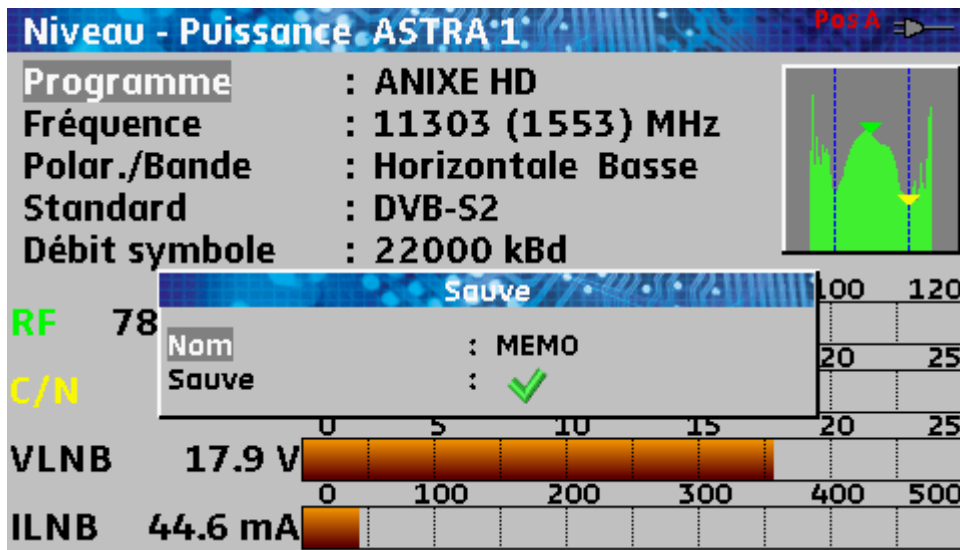 Niveau - Puissance ASTRA 1 Pos A
Programme : ANIXE HD
Fréquence : 11303 (1553) MHz
Polar./Bande : Horizontale Basse
Standard : DVB-S2
Débit symbole : 22000 kBd
Sauve
100 120
RF 78
Nom : MEMO
20 25
Sauve :
C/N
0 5 10 15 20 25
VLNB 17.9 V
0 100 200 300 400 500
ILNB 44.6 mA